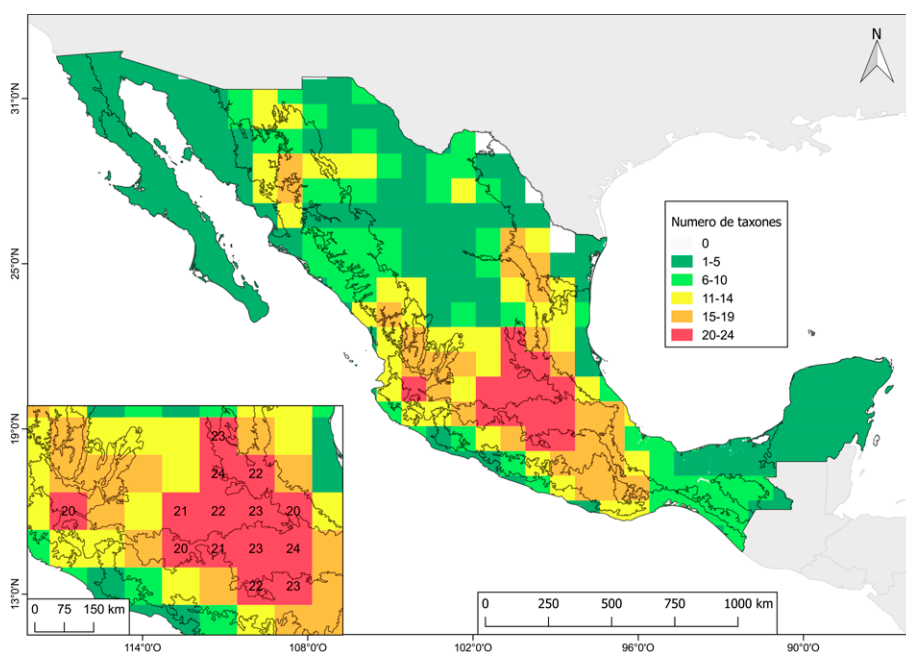 N
31°0'N
25°0'N
19°0'N
13°0'N
Numero de taxones
0
1-5
6-10
11-14
15-19
20-24
23
24 22
20 21 22 23 20
20 21 23 24
22 23
0 75 150 km
0 250 500 750 1000 km
114°0'O 108°0'O 102°0'O 96°0'O 90°0'O